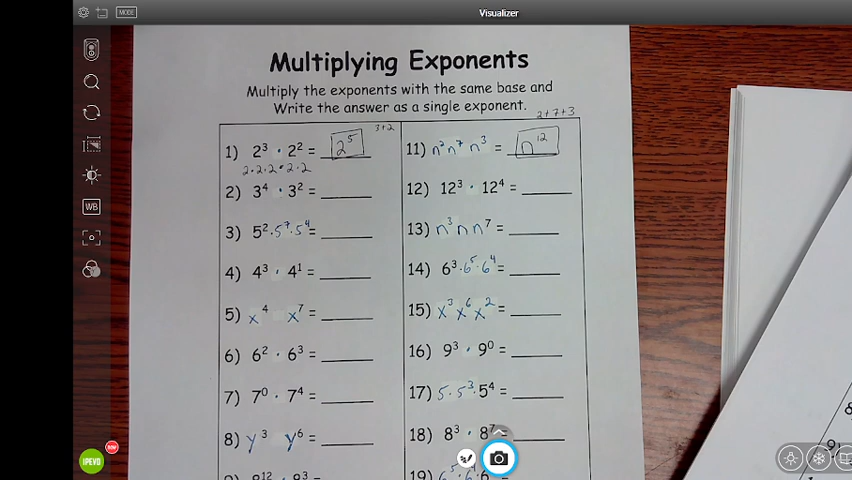 MODE
Visualizer
WB
IPEVO
Multiplying Exponents
Multiply the exponents with the same base and
Write the answer as a single exponent.
3+2
1) 2³ · 2² = 2⁵
2·2·2·2·2
2) 3⁴ · 3² = ______
3) 5²·5⁷·5⁴= ______
4) 4³ · 4¹ = ______
5) x⁴ x⁷ = ______
6) 6² · 6³ = ______
7) 7⁰ · 7⁴ = ______
8) y³ y⁶ = ______
2+7+3
11) n²n⁷n³ = n¹²
12) 12³ · 12⁴ = ______
13) n³ n n⁷ = ______
14) 6³·6⁵·6⁴ = ______
15) x³x⁶x² = ______
16) 9³ · 9⁰ = ______
17) 5·5³·5⁴ = ______
18) 8³ · 8⁷ = ______
19)